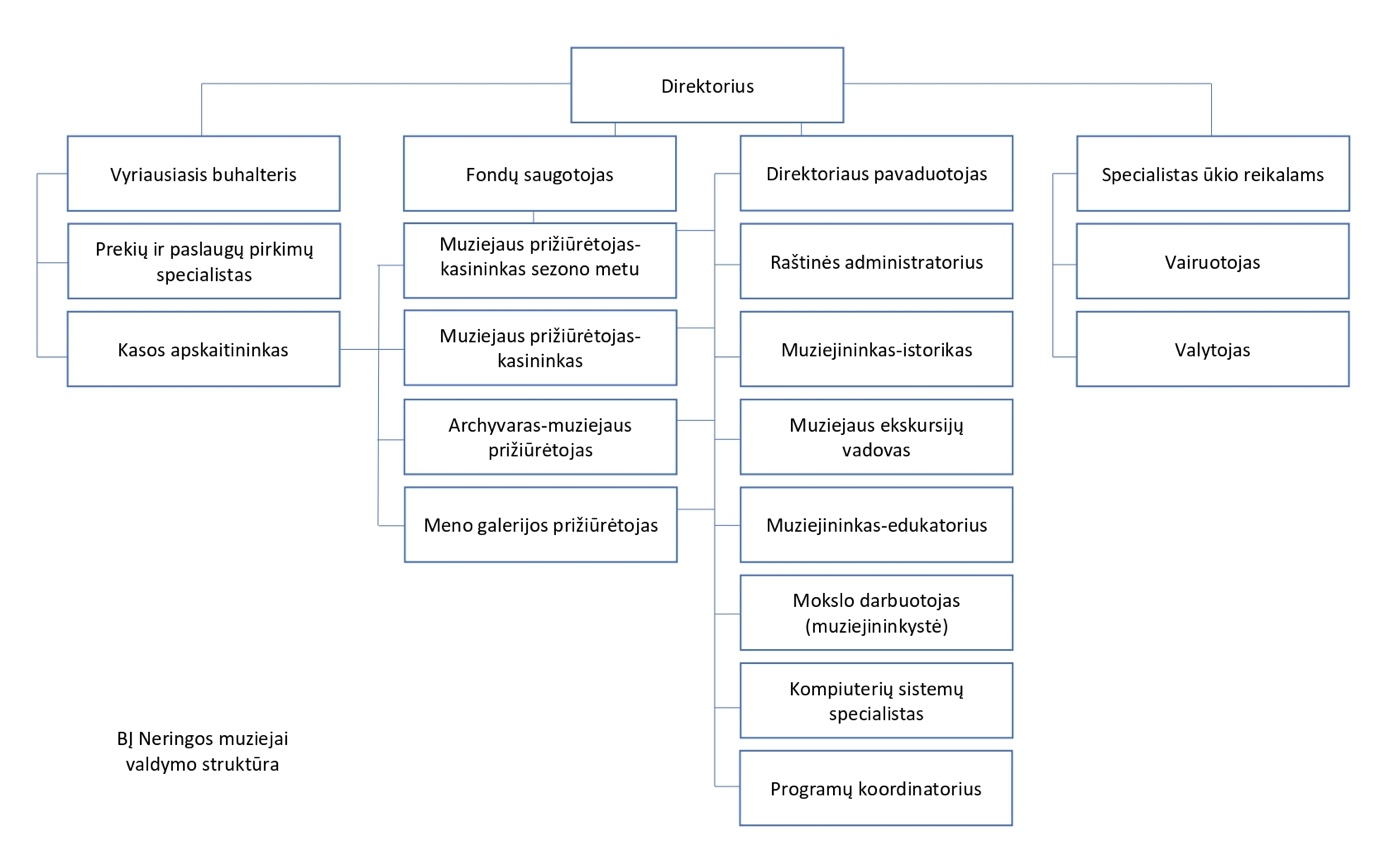 Direktorius
Vyriausiasis buhalteris
Fondų saugotojas
Direktoriaus pavaduotojas
Specialistas ūkio reikalams
Prekių ir paslaugų pirkimų
specialistas
Muziejaus prižiūrėtojas-
kasininkas sezono metu
Raštinės administratorius
Vairuotojas
Kasos apskaitininkas
Muziejaus prižiūrėtojas-
kasininkas
Muziejininkas-istorikas
Valytojas
Archyvaras-muziejaus
prižiūrėtojas
Muziejaus ekskursijų
vadovas
Meno galerijos prižiūrėtojas
Muziejininkas-edukatorius
Mokslo darbuotojas
(muziejininkystė)
Kompiuterių sistemų
specialistas
Programų koordinatorius
BĮ Neringos muziejai
valdymo struktūra